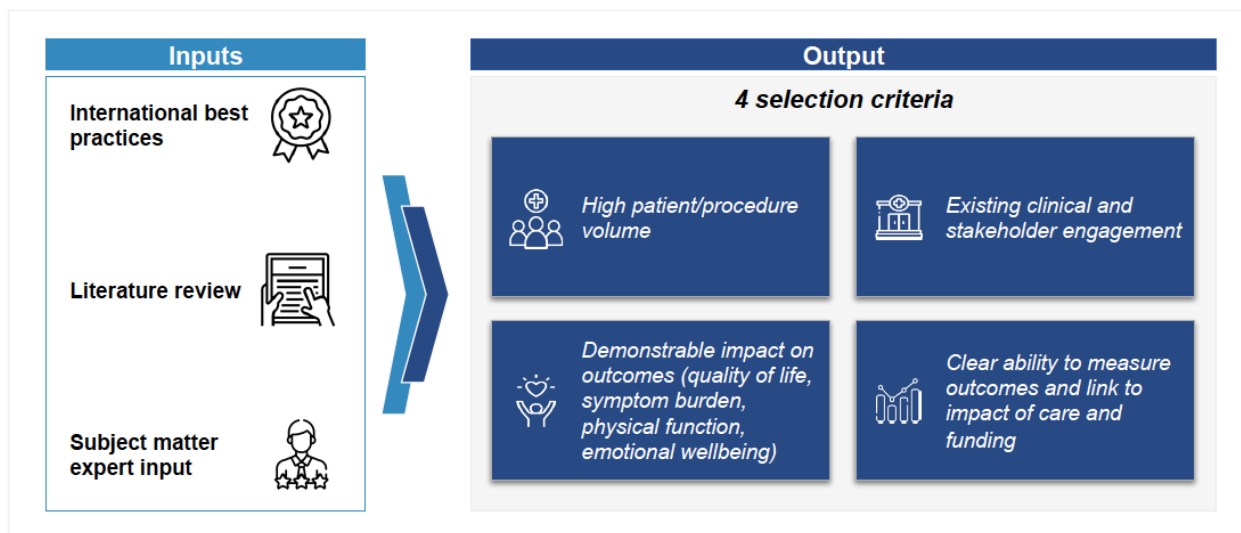 Inputs
International best
practices
Literature review
Subject matter
expert input
Output
4 selection criteria
High patient/procedure
volume
Existing clinical and
stakeholder engagement
Demonstrable impact on
outcomes (quality of life,
symptom burden,
physical function,
emotional wellbeing)
Clear ability to measure
outcomes and link to
impact of care and
funding